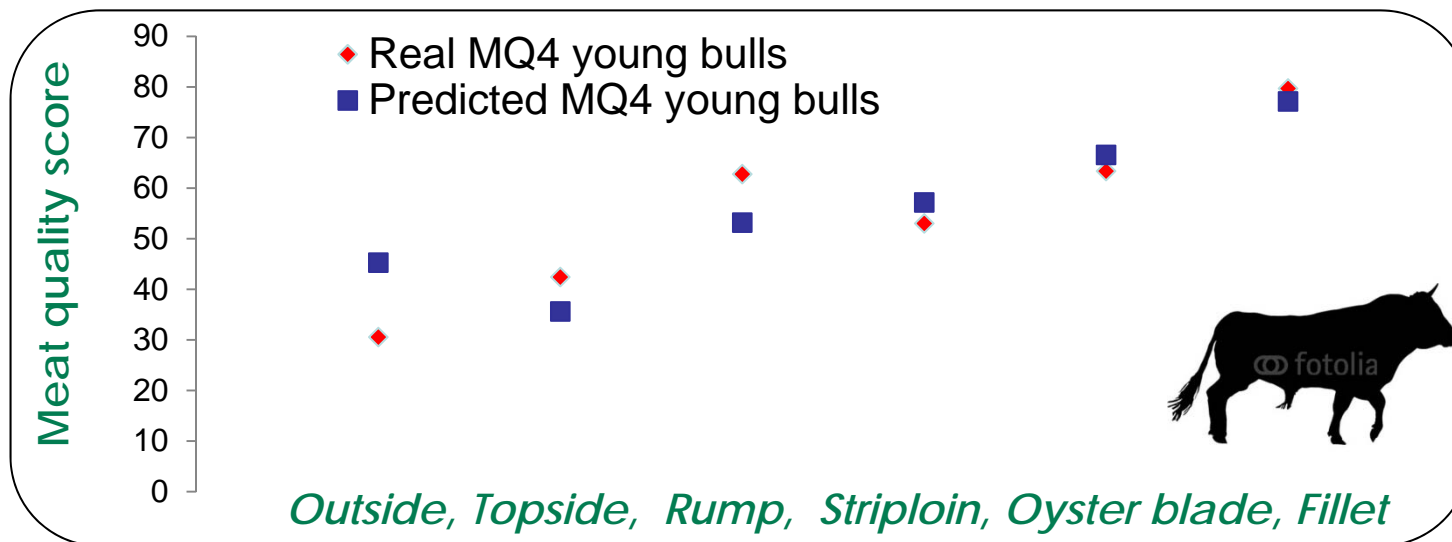 Meat quality score
90
80
70
60
50
40
30
20
10
0
Real MQ4 young bulls
Predicted MQ4 young bulls
fotolia
Outside, Topside, Rump, Striploin, Oyster blade, Fillet